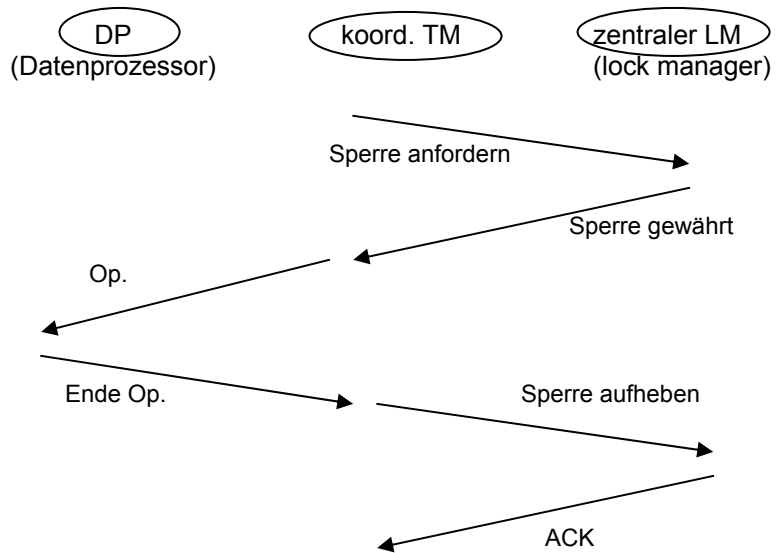 DP koord. TM zentraler LM
(Datenprozessor) (lock manager)
Sperre anfordern
Sperre gewährt
Op.
Ende Op. Sperre aufheben
ACK